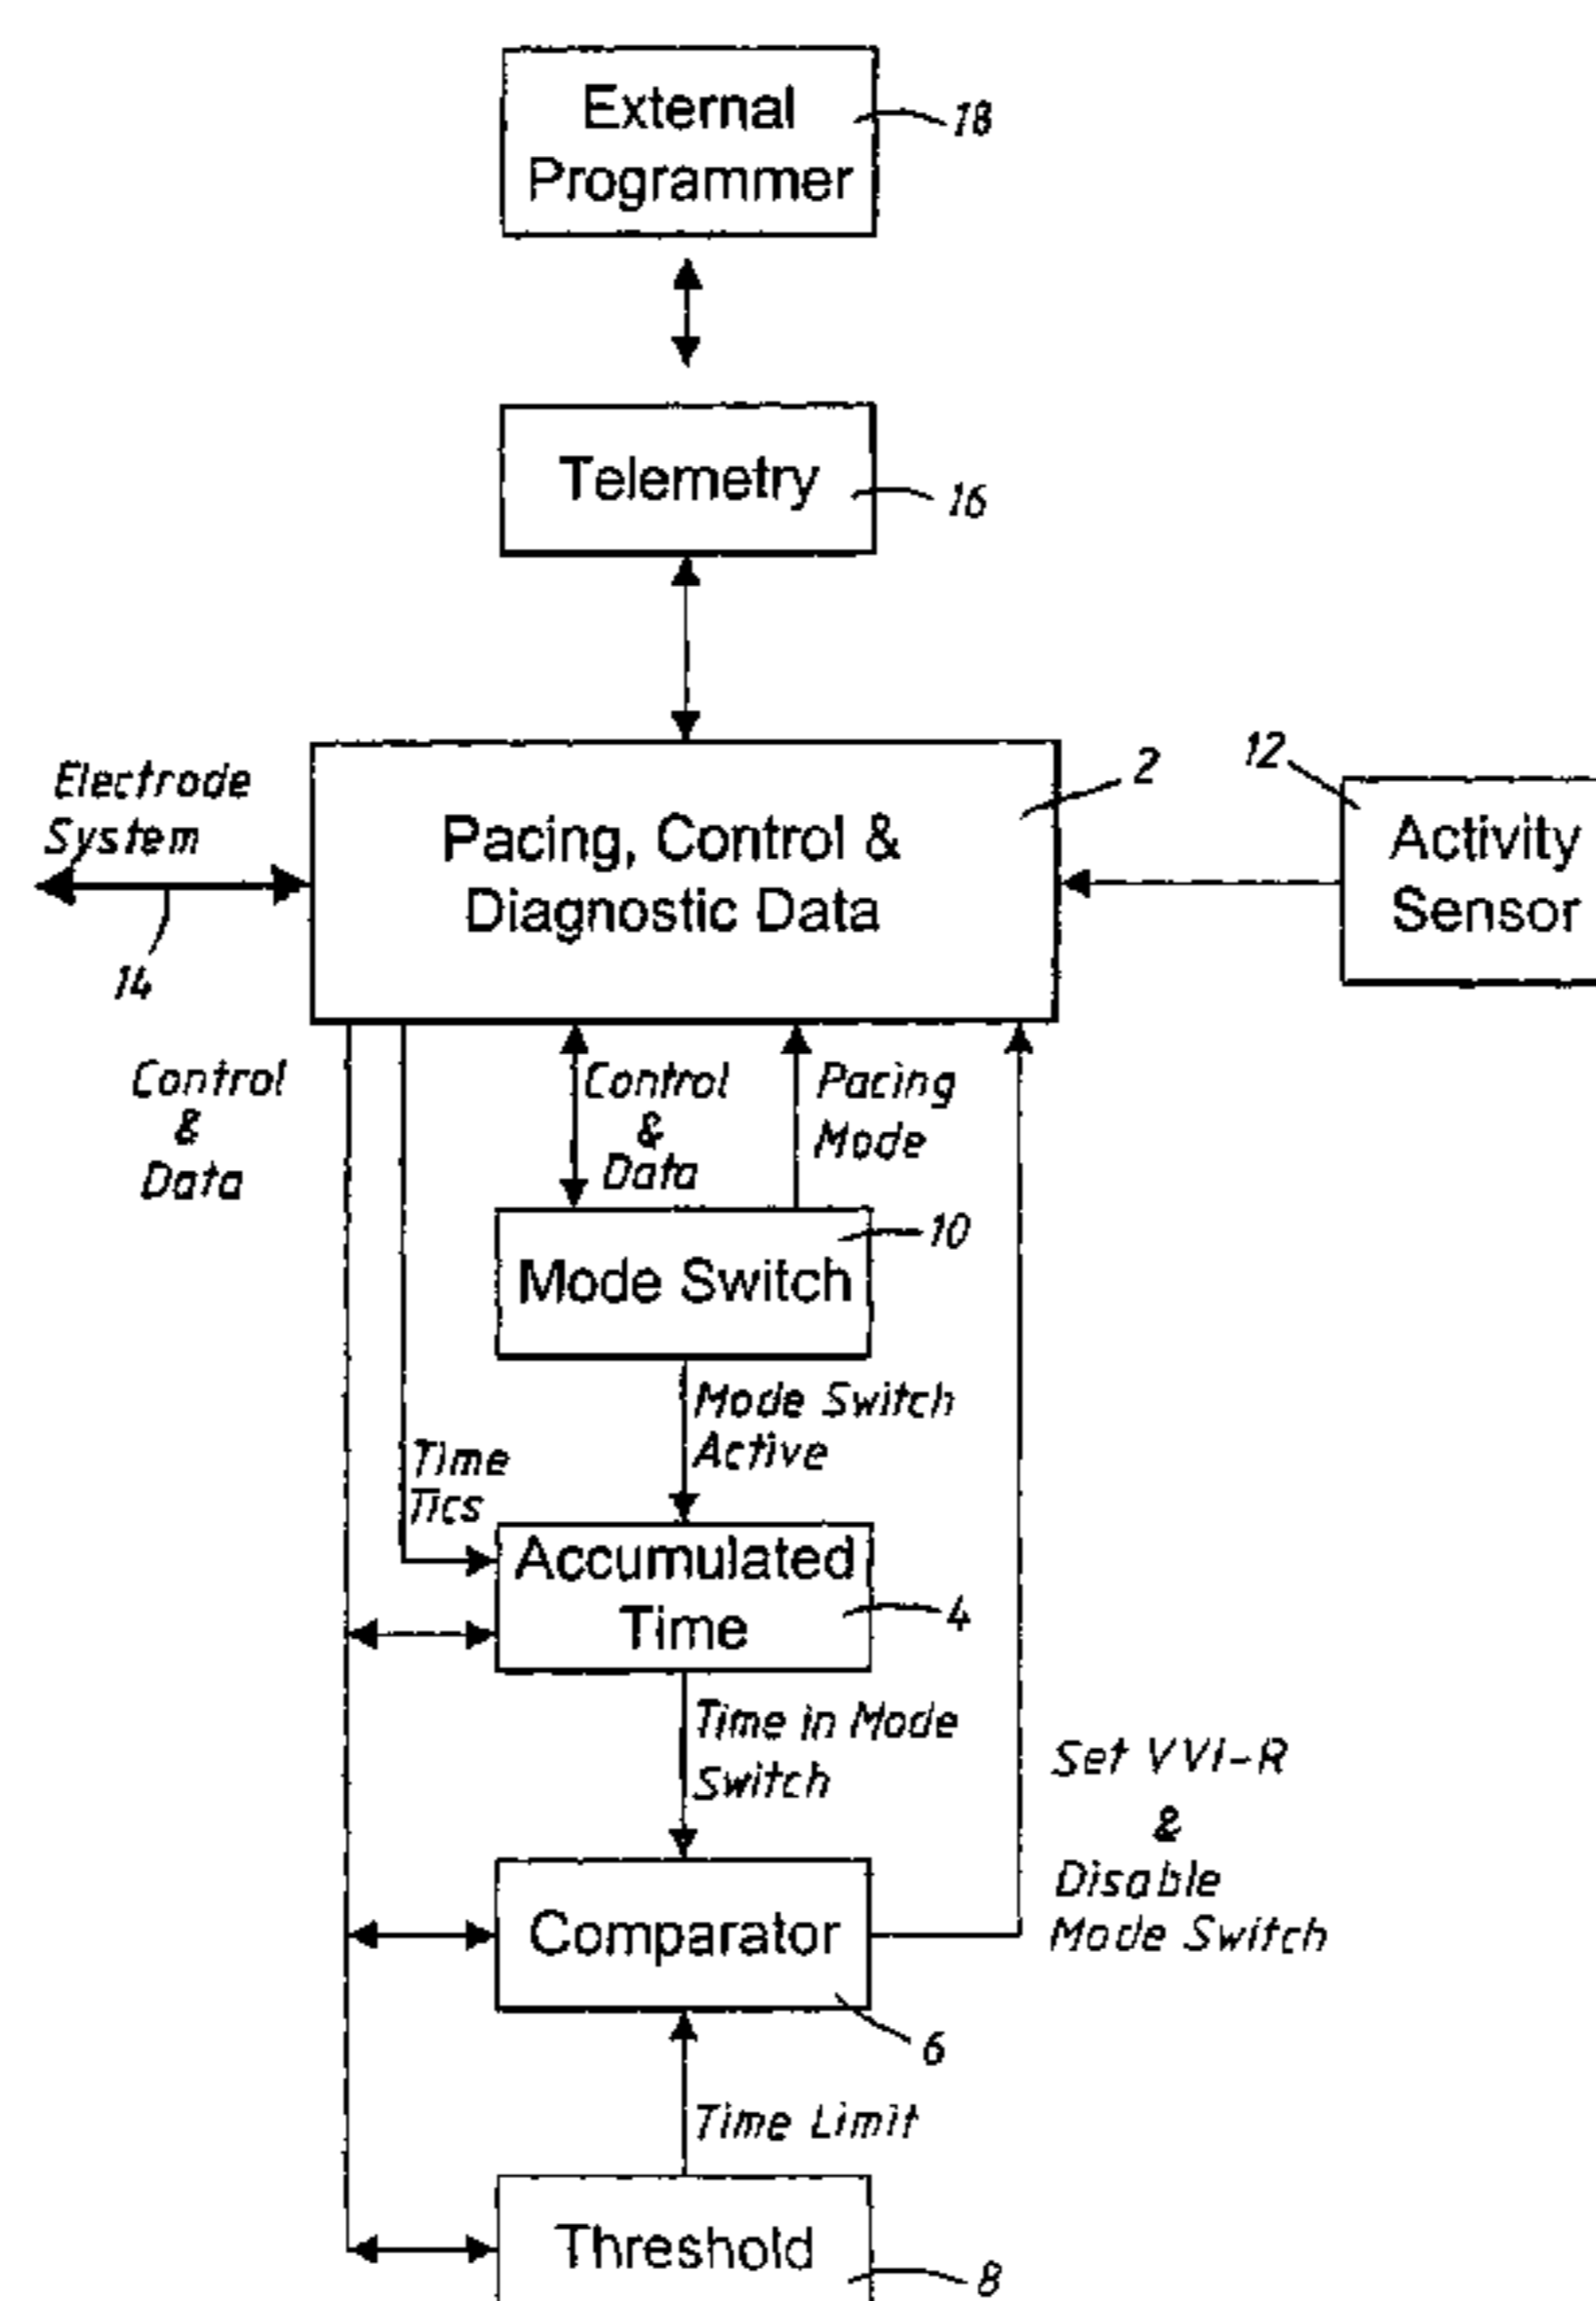 External
Programmer
18
Telemetry
16
Electrode
System
14
Pacing, Control &
Diagnostic Data
2
12
Activity
Sensor
Control
&
Data
Control
&
Data
Pacing
Mode
10
Mode Switch
Mode Switch
Active
Time
Tics
Accumulated
Time
4
Time in Mode
Switch
Set VVI-R
&
Disable
Mode Switch
Comparator
6
Time Limit
Threshold
8